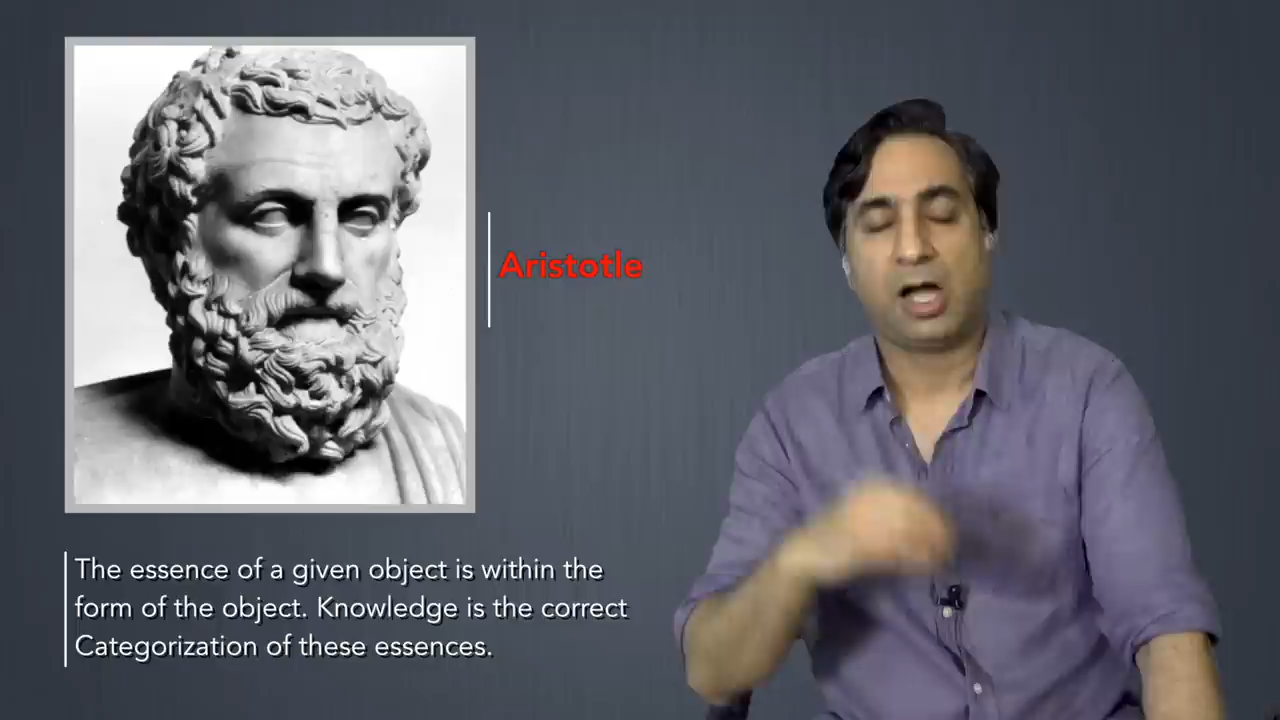 Aristotle
The essence of a given object is within the
form of the object. Knowledge is the correct
Categorization of these essences.